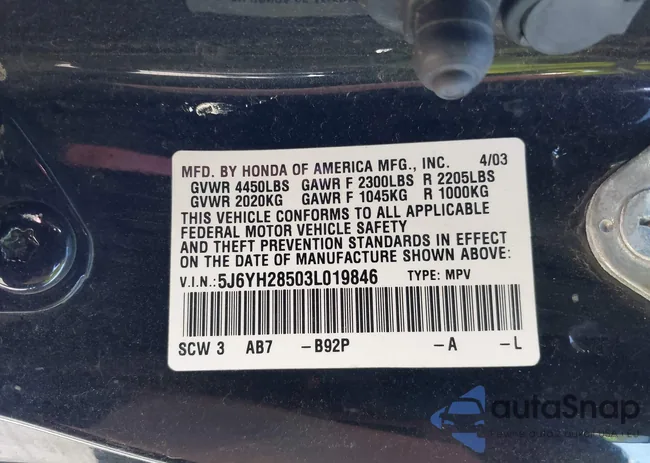 MFD. BY HONDA OF AMERICA MFG., INC. 4/03
GVWR 4450LBS GAWR F 2300LBS R 2205LBS
GVWR 2020KG GAWR F 1045KG R 1000KG
THIS VEHICLE CONFORMS TO ALL APPLICABLE
FEDERAL MOTOR VEHICLE SAFETY
AND THEFT PREVENTION STANDARDS IN EFFECT
ON THE DATE OF MANUFACTURE SHOWN ABOVE:
V.I.N.: 5J6YH28503L019846 TYPE: MPV
SCW 3 AB7 -B92P -A -L
autoSnap